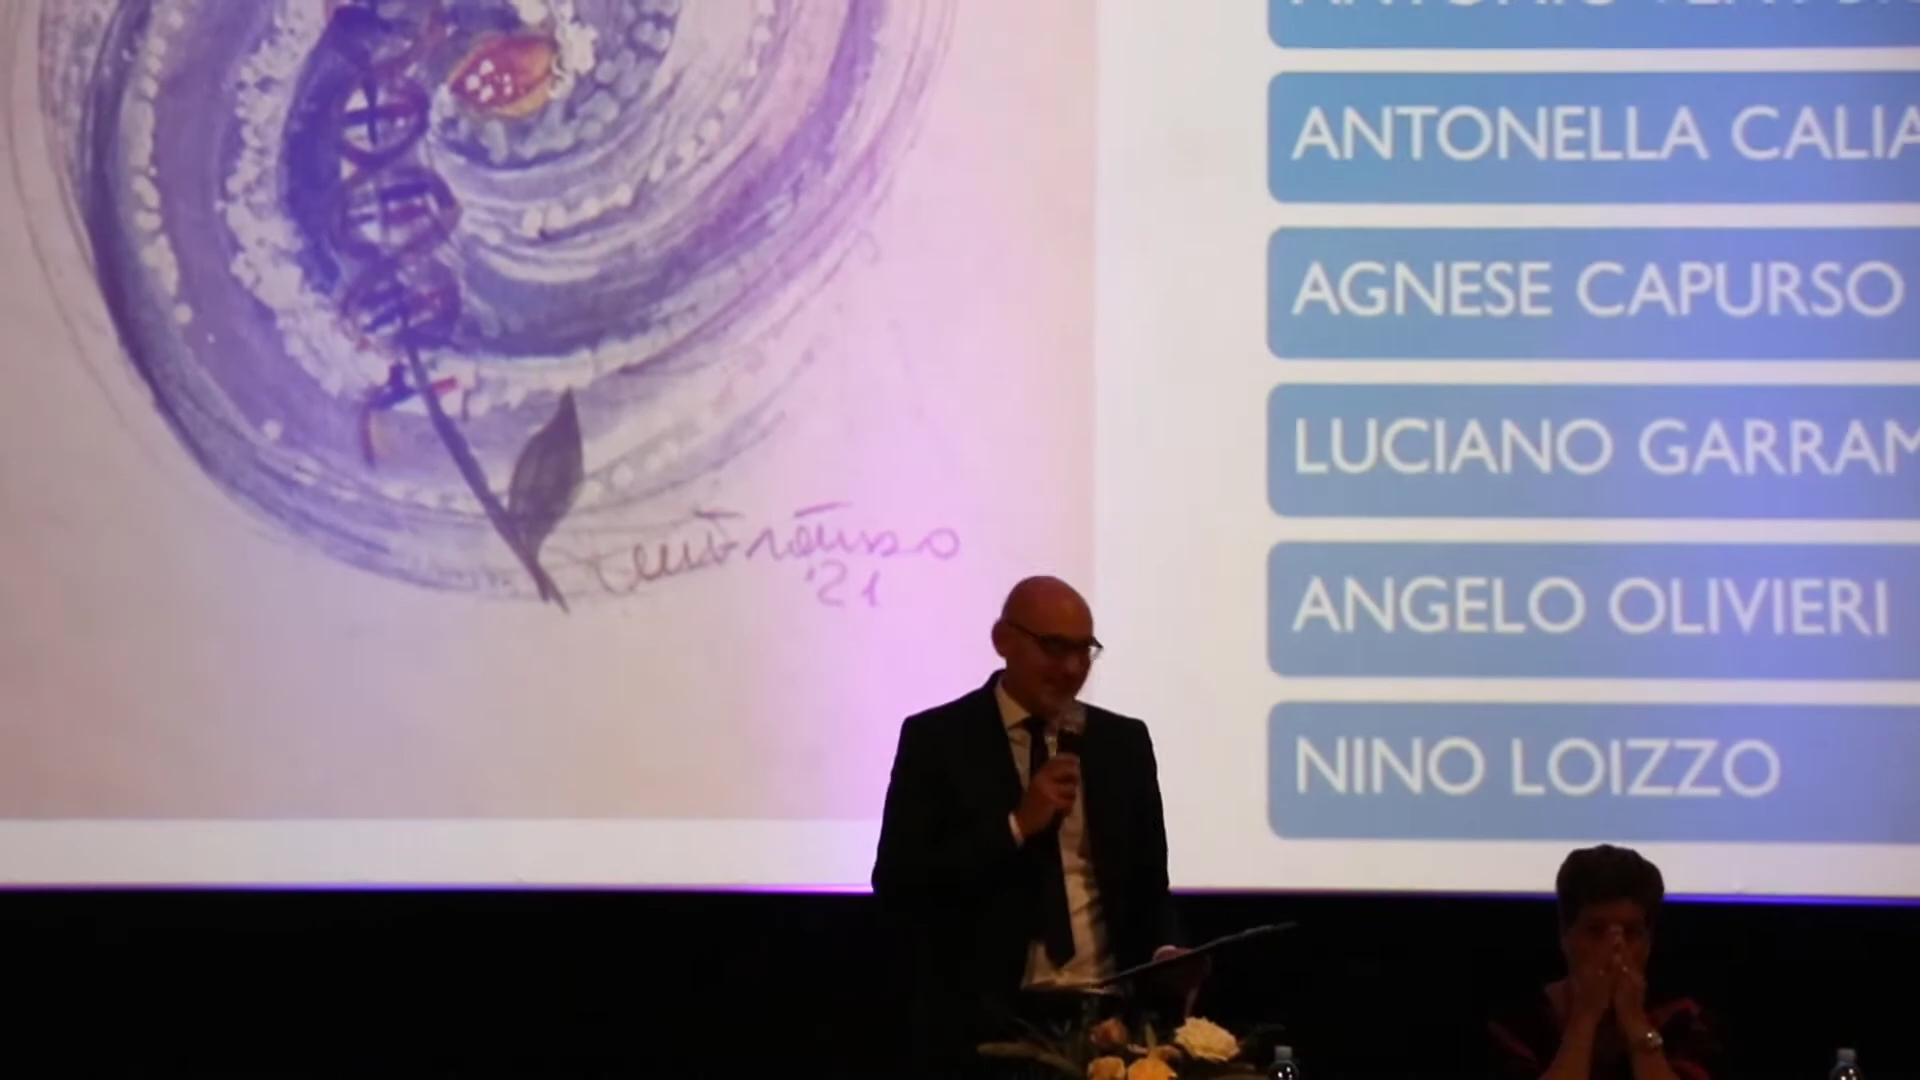 ANTONELLA CALIA
AGNESE CAPURSO
LUCIANO GARRAM
ANGELO OLIVIERI
NINO LOIZZO
'21